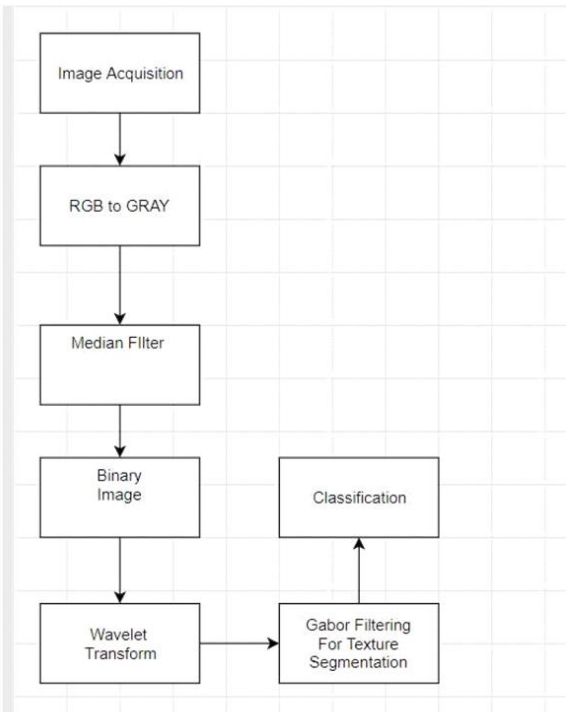 Image Acquisition
RGB to GRAY
Median FIlter
Binary
Image
Classification
Wavelet
Transform
Gabor Filtering
For Texture
Segmentation